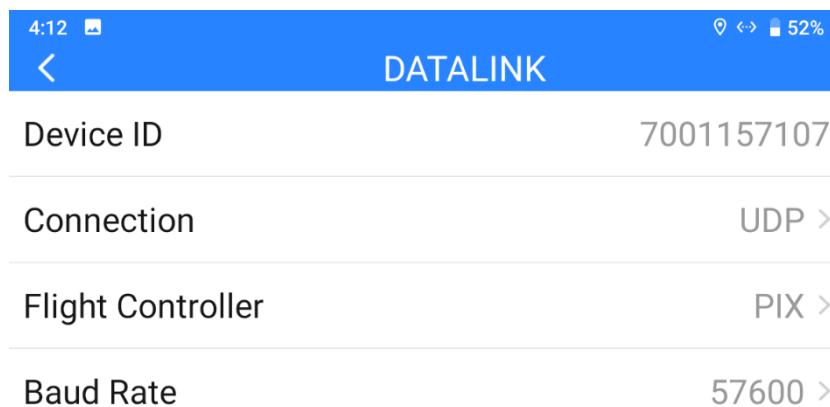 4:12 52%
DATALINK
Device ID 7001157107
Connection UDP
Flight Controller PIX
Baud Rate 57600